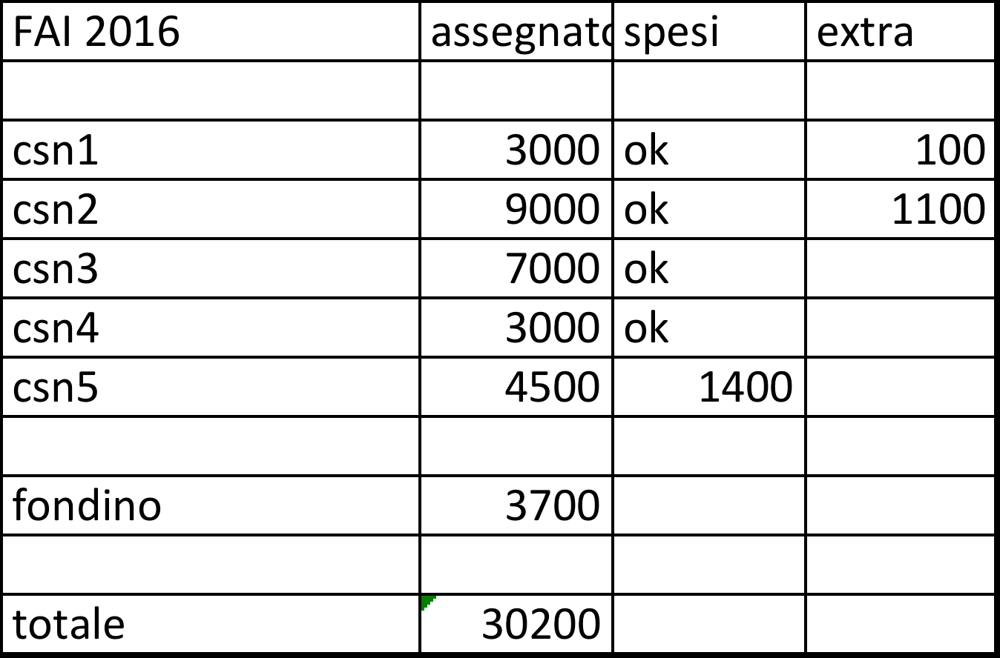 FAI 2016 assegnato spesi extra
csn1 3000 ok 100
csn2 9000 ok 1100
csn3 7000 ok
csn4 3000 ok
csn5 4500 1400
fondino 3700
totale 30200